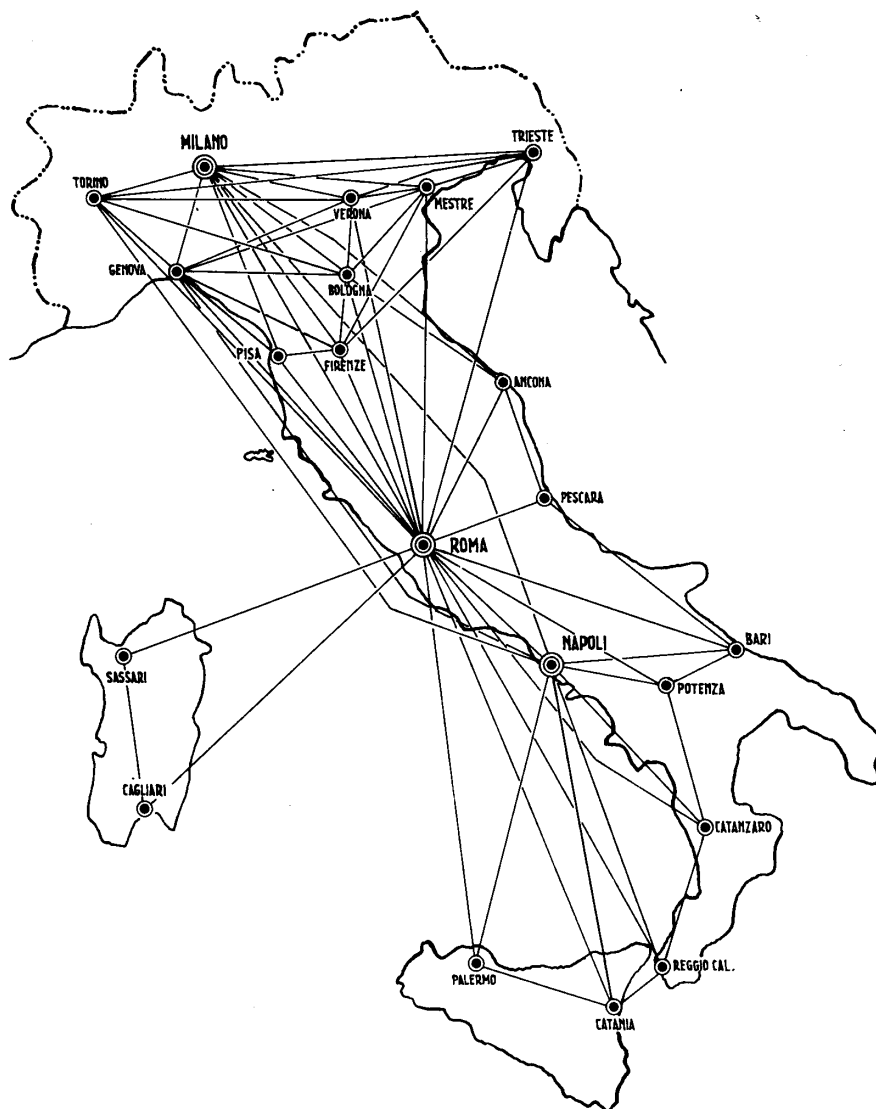 TRIESTE
MILANO
TORINO
MESTRE
VERONA
GENOVA
BOLOGNA
PISA
FIRENZE
ANCONA
PESCARA
ROMA
NAPOLI
BARI
SASSARI
POTENZA
CAGLIARI
CATANZARO
REGGIO CAL.
PALERMO
CATANIA